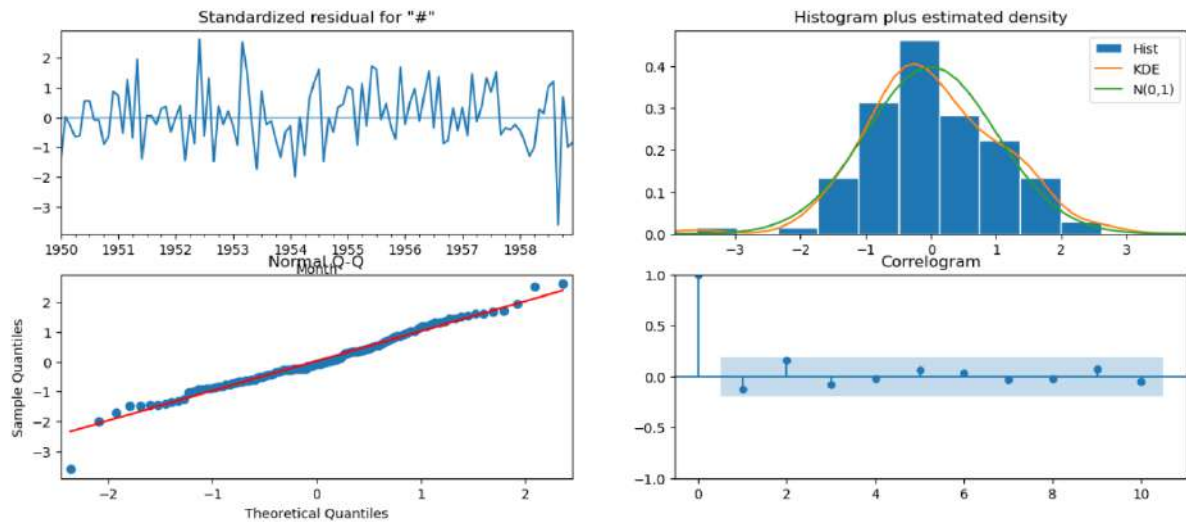 Standardized residual for "#"
2
1
0
−1
−2
−3
1950 1951 1952 1953 1954 1955 1956 1957 1958
Month
Histogram plus estimated density
Hist
KDE
N(0,1)
0.4
0.3
0.2
0.1
0.0
−3 −2 −1 0 1 2 3
Normal Q-Q
Sample Quantiles
2
1
0
−1
−2
−3
−2 −1 0 1 2
Theoretical Quantiles
Correlogram
1.0
0.5
0.0
−0.5
−1.0
0 2 4 6 8 10